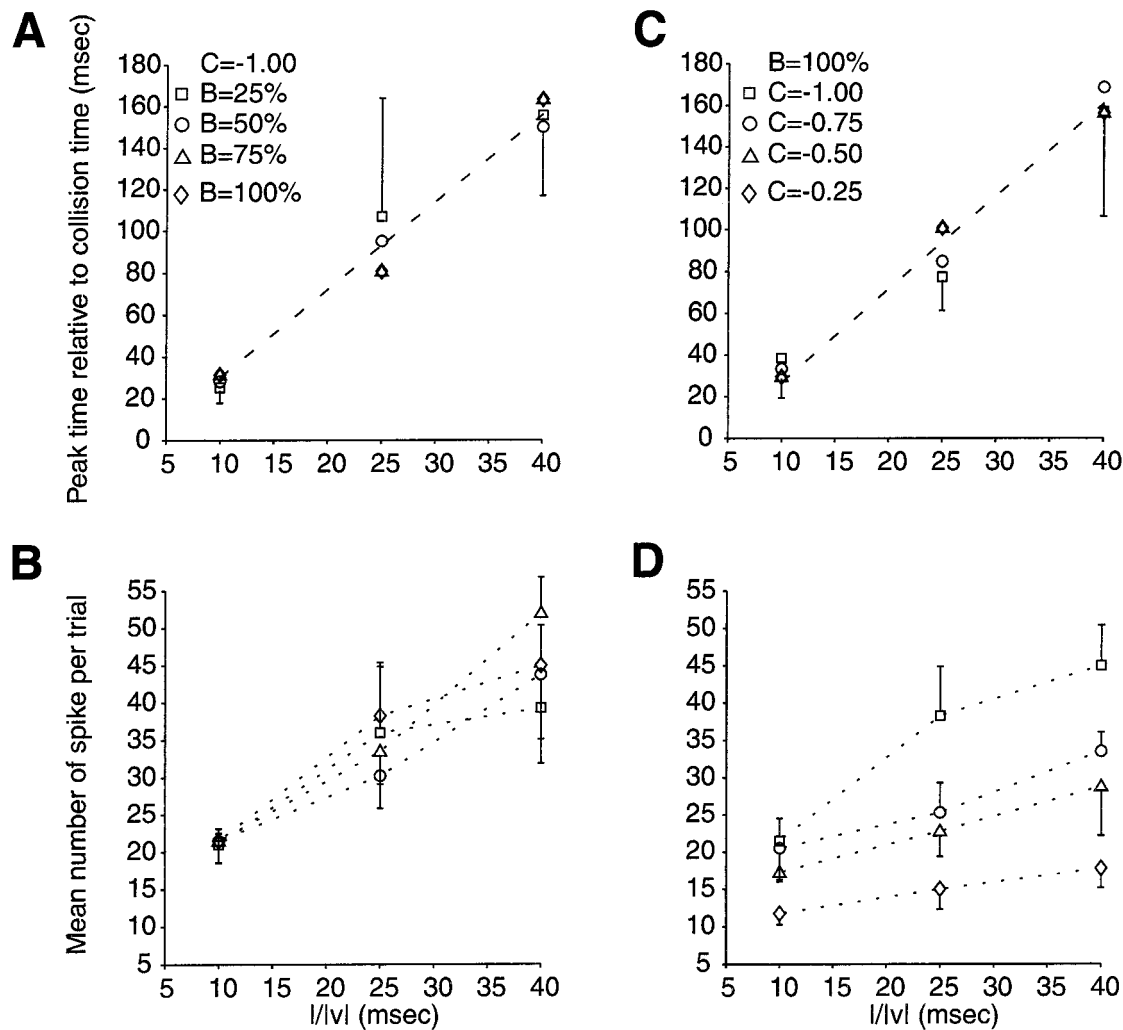 A
Peak time relative to collision time (msec)
180
160
140
120
100
80
60
40
20
0
C=-1.00
B=25%
B=50%
B=75%
B=100%
5 10 15 20 25 30 35 40
C
180
160
140
120
100
80
60
40
20
0
B=100%
C=-1.00
C=-0.75
C=-0.50
C=-0.25
5 10 15 20 25 30 35 40
B
Mean number of spike per trial
55
50
45
40
35
30
25
20
15
10
5
5 10 15 20 25 30 35 40
l/|v| (msec)
D
55
50
45
40
35
30
25
20
15
10
5
5 10 15 20 25 30 35 40
l/|v| (msec)